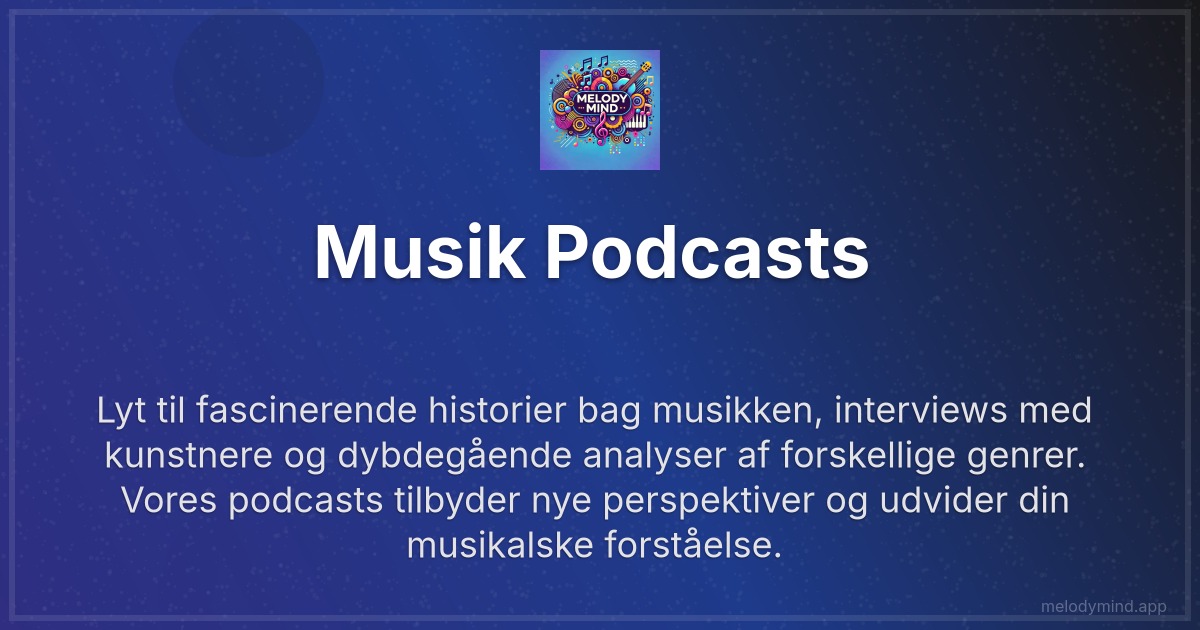 MELODY
MIND
Musik Podcasts
Lyt til fascinerende historier bag musikken, interviews med
kunstnere og dybdegående analyser af forskellige genrer.
Vores podcasts tilbyder nye perspektiver og udvider din
musikalske forståelse.
melodymind.app